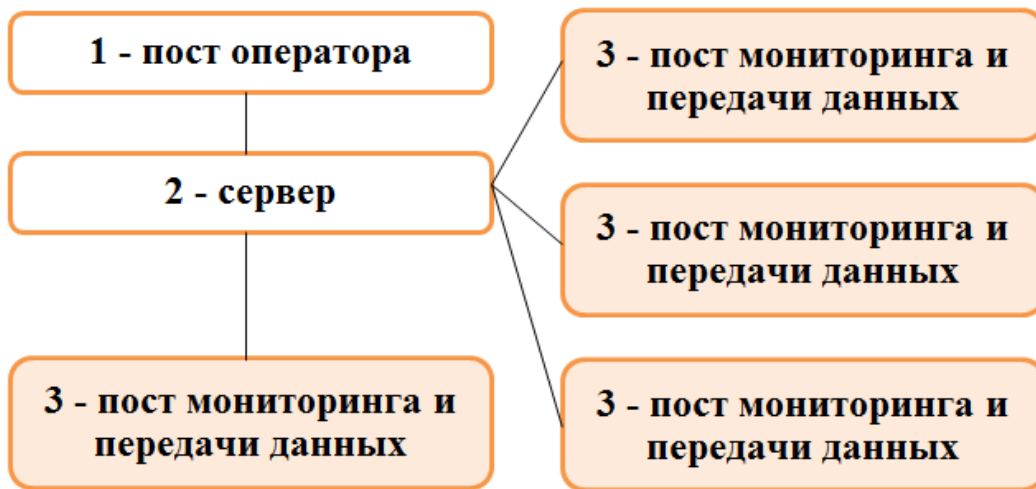 1 - пост оператора
2 - сервер
3 - пост мониторинга и
передачи данных
3 - пост мониторинга и
передачи данных
3 - пост мониторинга и
передачи данных
3 - пост мониторинга и
передачи данных